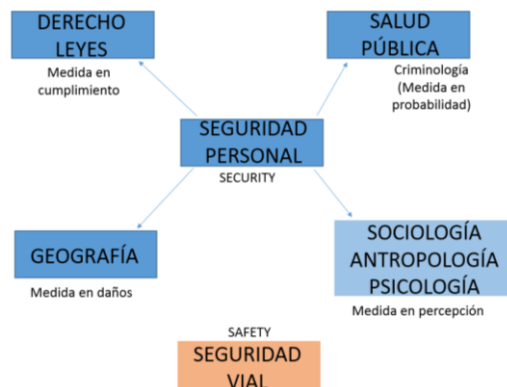 DERECHO
LEYES
Medida en
cumplimiento
SALUD
PÚBLICA
Criminología
(Medida en
probabilidad)
SEGURIDAD
PERSONAL
SECURITY
GEOGRAFÍA
Medida en daños
SOCIOLOGÍA
ANTROPOLOGÍA
PSICOLOGÍA
Medida en percepción
SAFETY
SEGURIDAD
VIAL